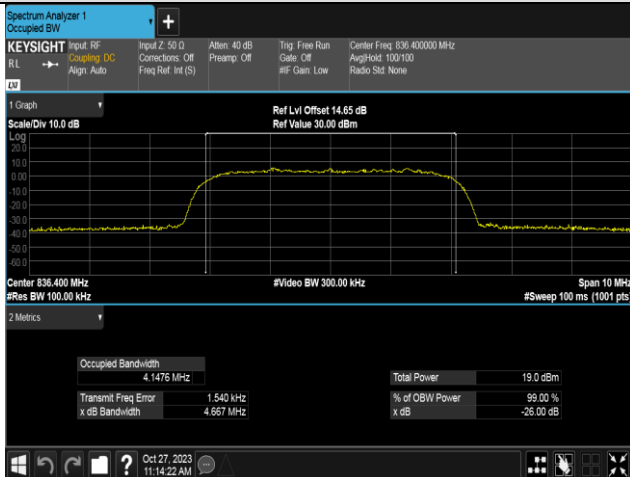 Spectrum Analyzer 1
Occupied BW
+
KEYSIGHT Input: RF Input Z: 50 Ω Atten: 40 dB Trig: Free Run Center Freq: 836.400000 MHz
RL Coupling: DC Corrections: Off Preamp: Off Gate: Off Avg|Hold: 100/100
Align: Auto Freq Ref: Int (S) #IF Gain: Low Radio Std: None
LXI
1 Graph Ref Lvl Offset 14.65 dB
Scale/Div 10.0 dB Ref Value 30.00 dBm
Log
20.0
10.0
0.00
-10.0
-20.0
-30.0
-40.0
-50.0
-60.0
Center 836.400 MHz #Video BW 300.00 kHz Span 10 MHz
#Res BW 100.00 kHz #Sweep 100 ms (1001 pts)
2 Metrics
Occupied Bandwidth
4.1476 MHz Total Power 19.0 dBm
Transmit Freq Error 1.540 kHz % of OBW Power 99.00 %
x dB Bandwidth 4.667 MHz x dB -26.00 dB
? Oct 27, 2023
11:14:22 AM